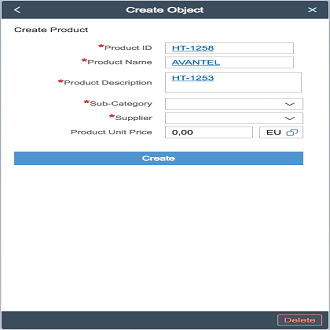 Create Object
Create Product
*Product ID HT-1258
*Product Name AVANTEL
*Product Description HT-1253
*Sub-Category
*Supplier
Product Unit Price 0,00 EU
Create
Delete